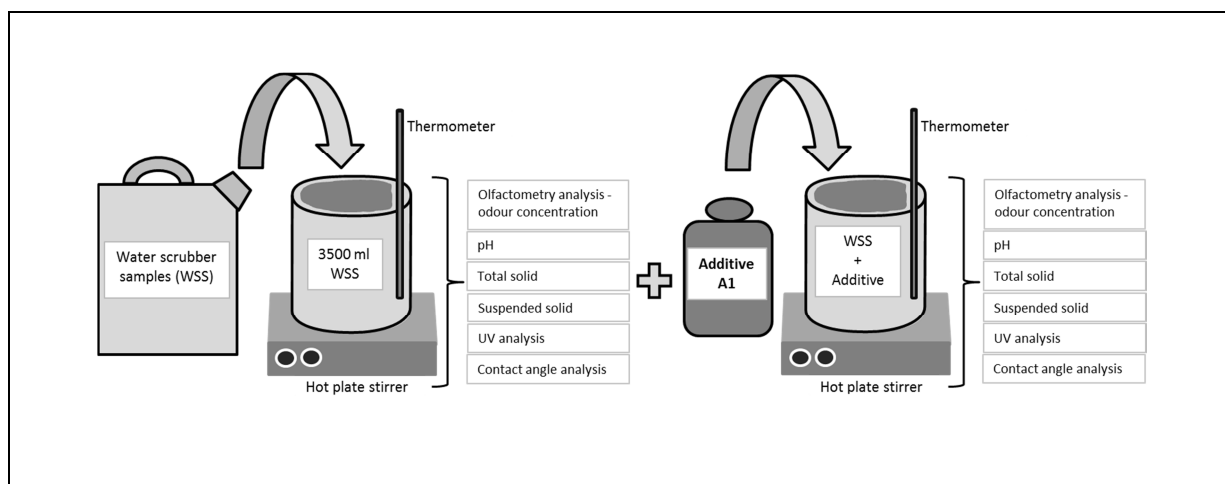 Water scrubber
samples (WSS)
3500 ml
WSS
Thermometer
Hot plate stirrer
Olfactometry analysis -
odour concentration
pH
Total solid
Suspended solid
UV analysis
Contact angle analysis
Additive
A1
WSS
+
Additive
Thermometer
Hot plate stirrer
Olfactometry analysis -
odour concentration
pH
Total solid
Suspended solid
UV analysis
Contact angle analysis